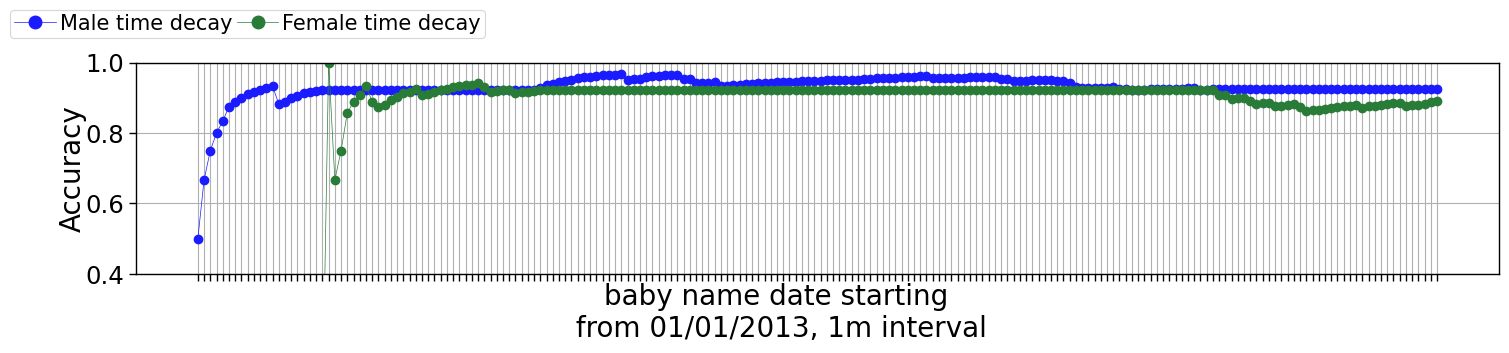 Male time decay Female time decay
1.0
0.8
0.6
0.4
Accuracy
baby name date starting
from 01/01/2013, 1m interval